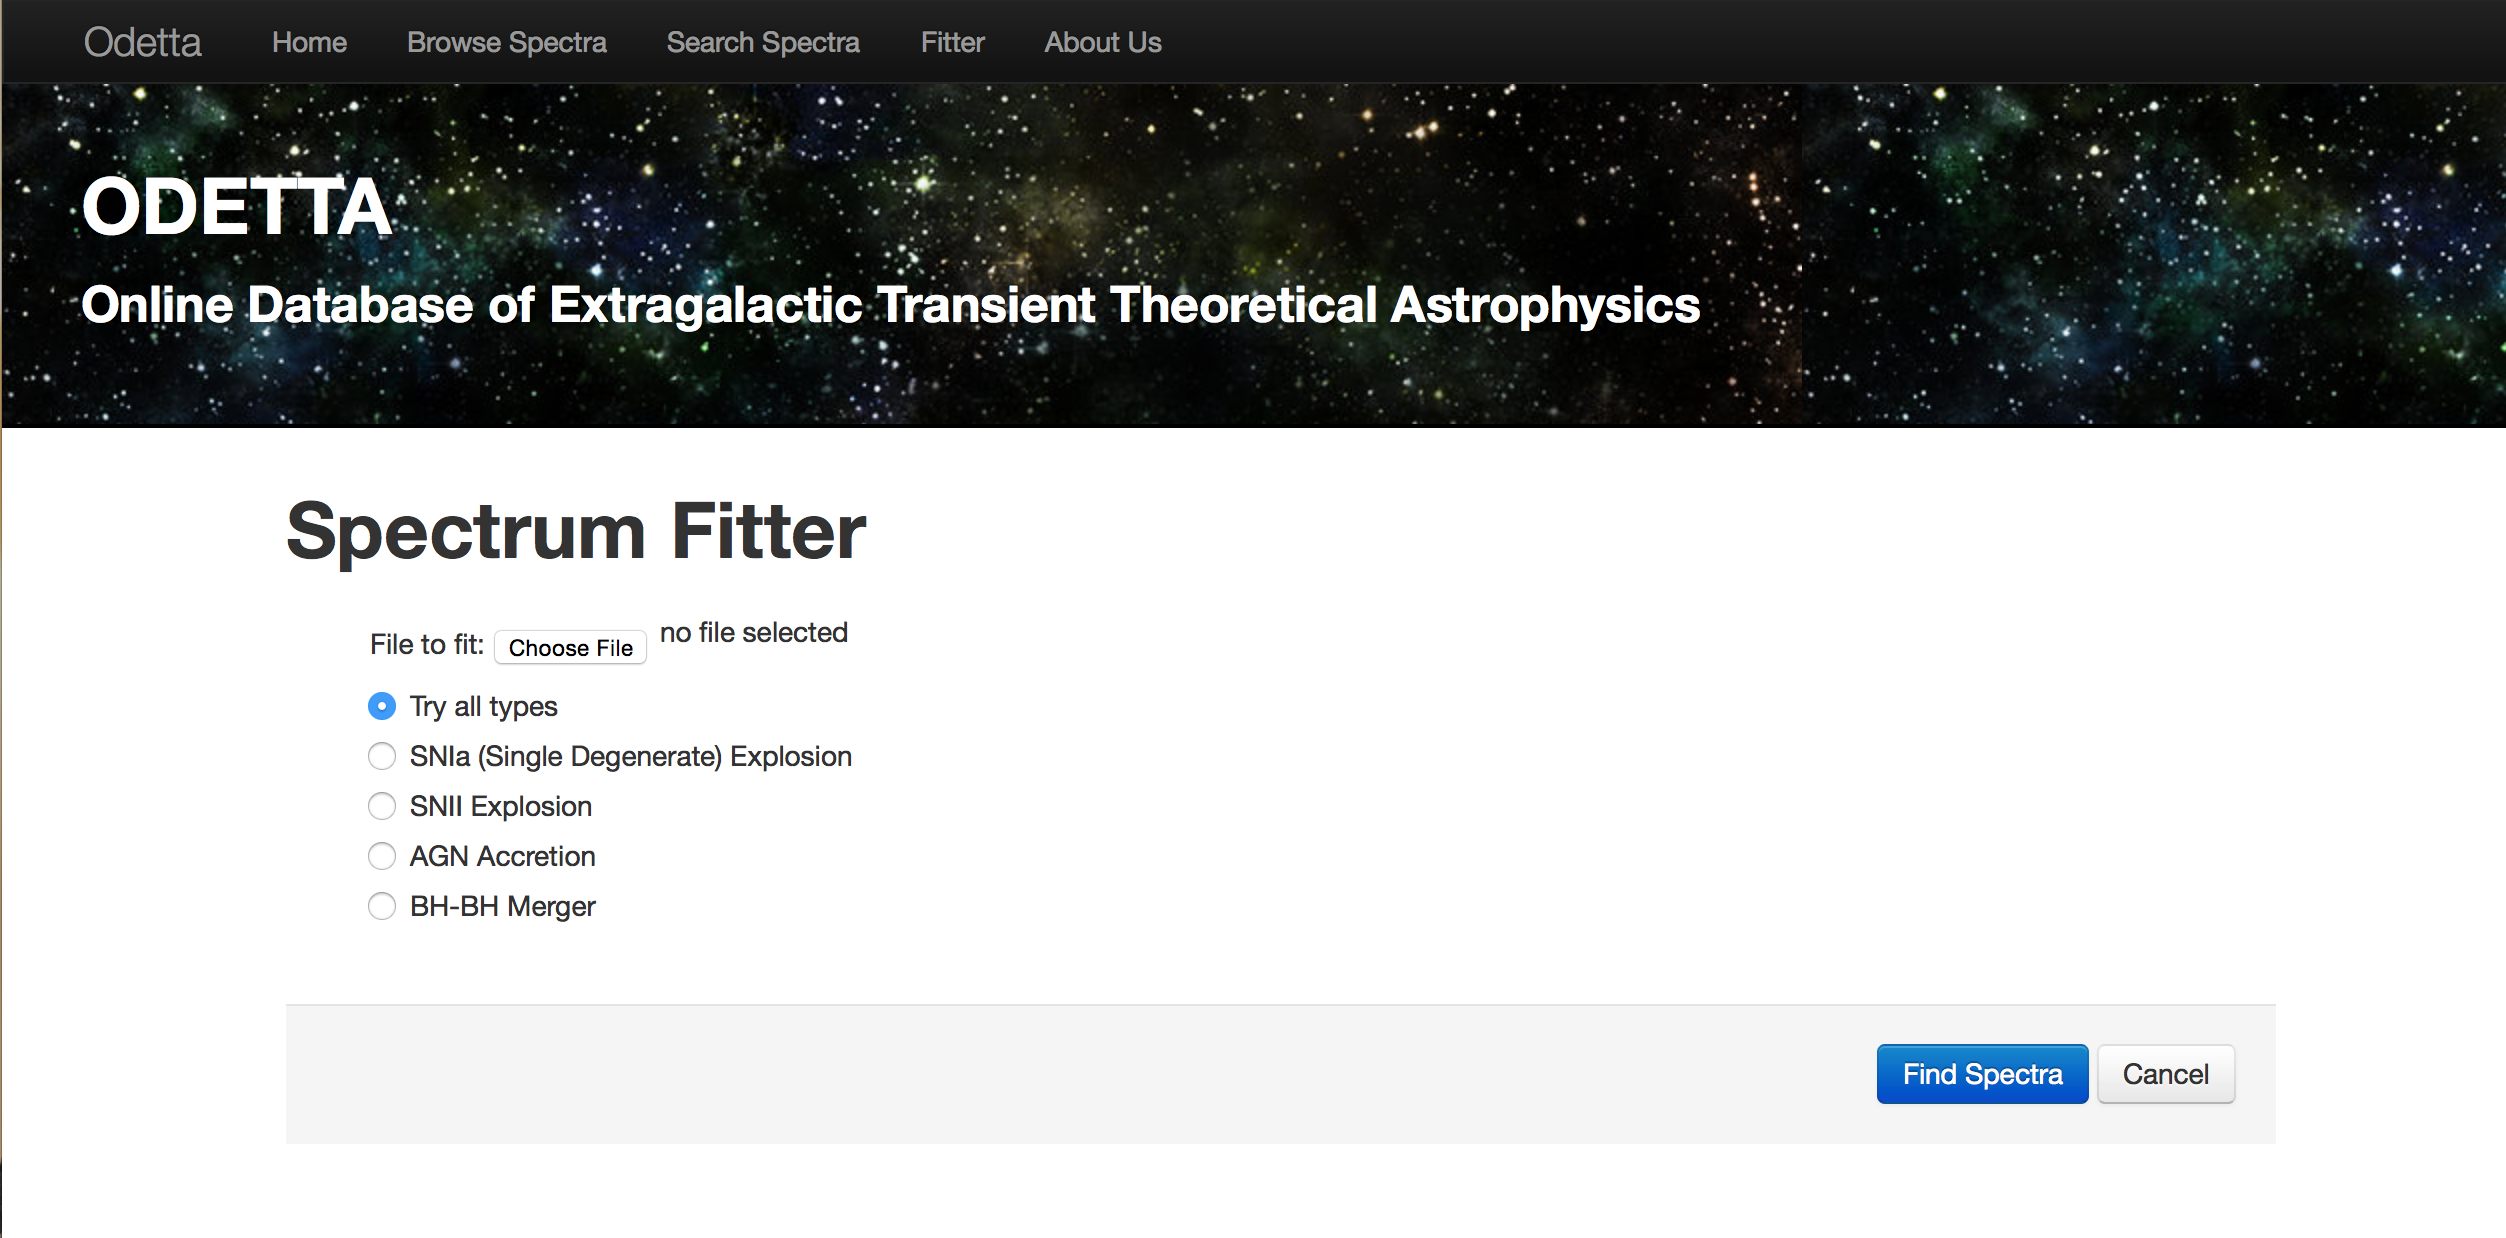 Odetta Home Browse Spectra Search Spectra Fitter About Us
ODETTA
Online Database of Extragalactic Transient Theoretical Astrophysics
Spectrum Fitter
File to fit: Choose File no file selected
Try all types
SNIa (Single Degenerate) Explosion
SNII Explosion
AGN Accretion
BH-BH Merger
Find Spectra Cancel